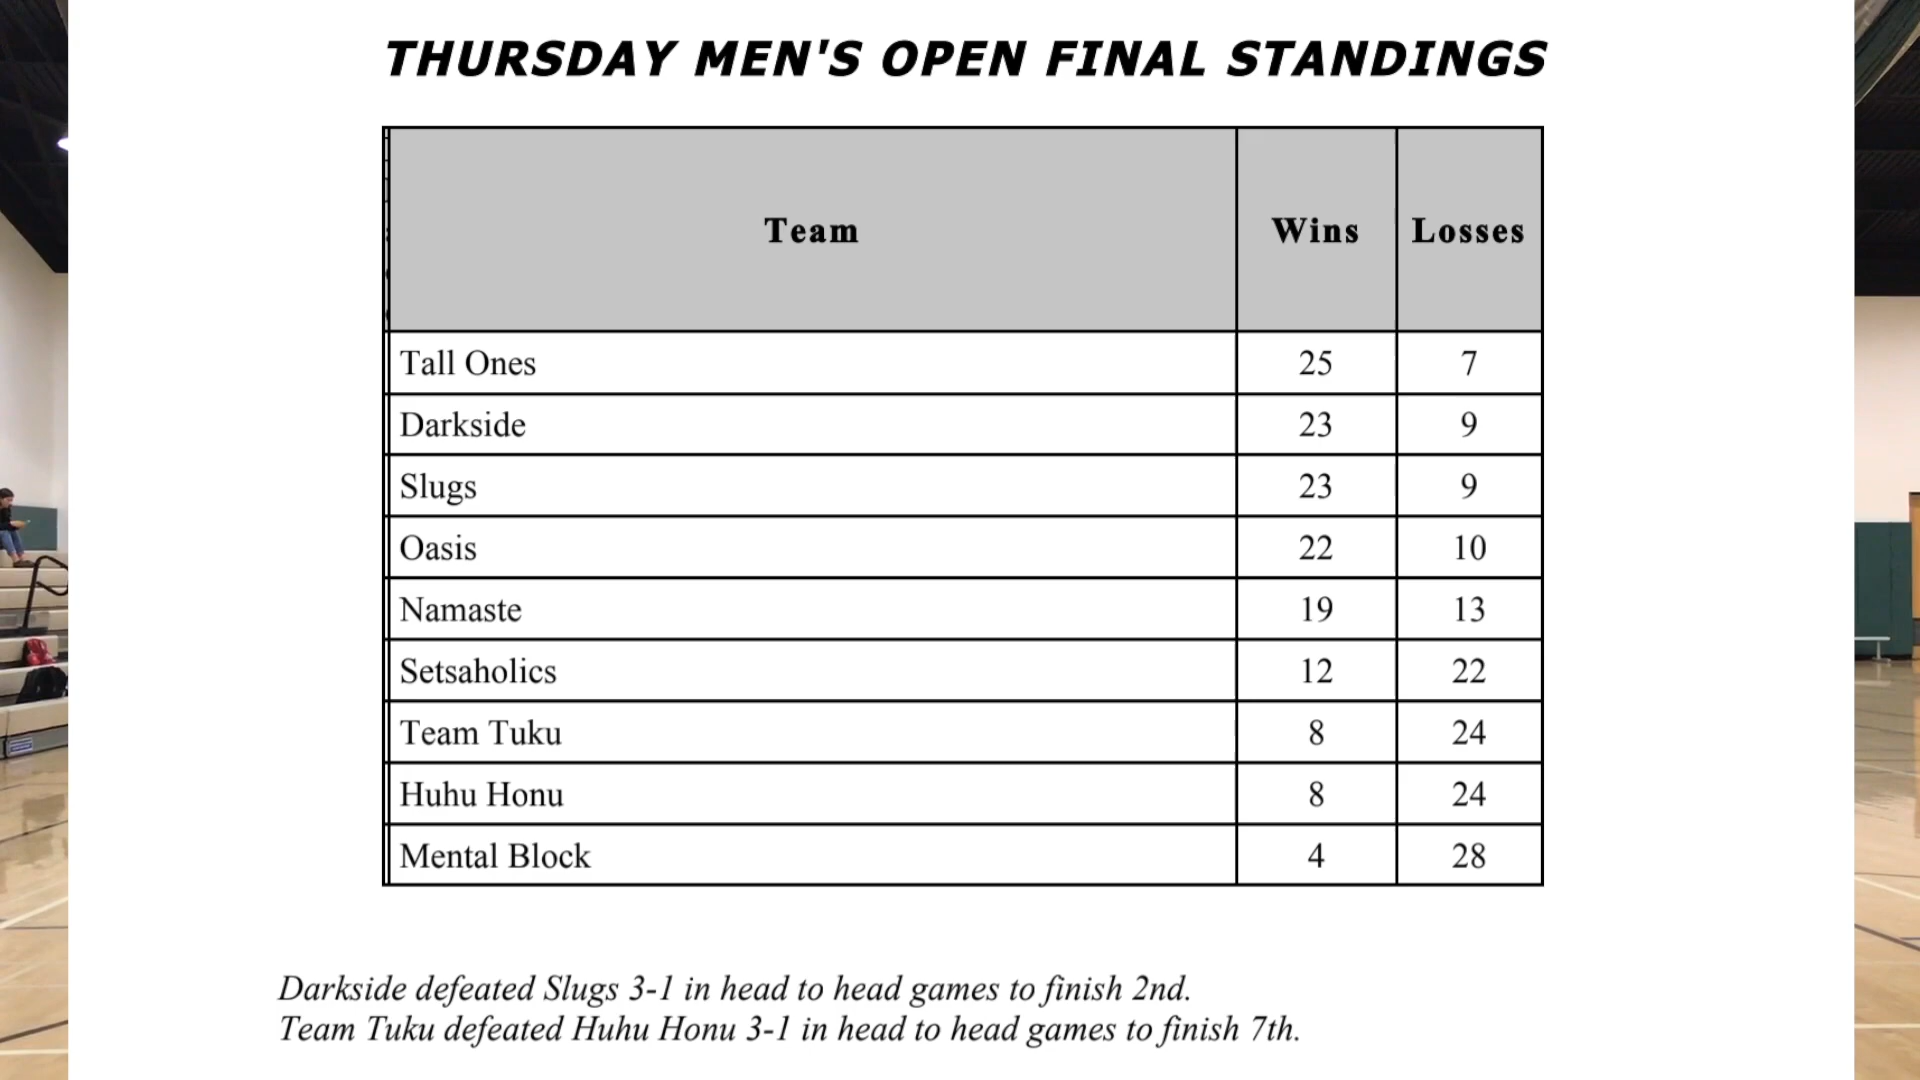 THURSDAY MEN'S OPEN FINAL STANDINGS
Team Wins Losses
Tall Ones 25 7
Darkside 23 9
Slugs 23 9
Oasis 22 10
Namaste 19 13
Setsaholics 12 22
Team Tuku 8 24
Huhu Honu 8 24
Mental Block 4 28
Darkside defeated Slugs 3-1 in head to head games to finish 2nd.
Team Tuku defeated Huhu Honu 3-1 in head to head games to finish 7th.